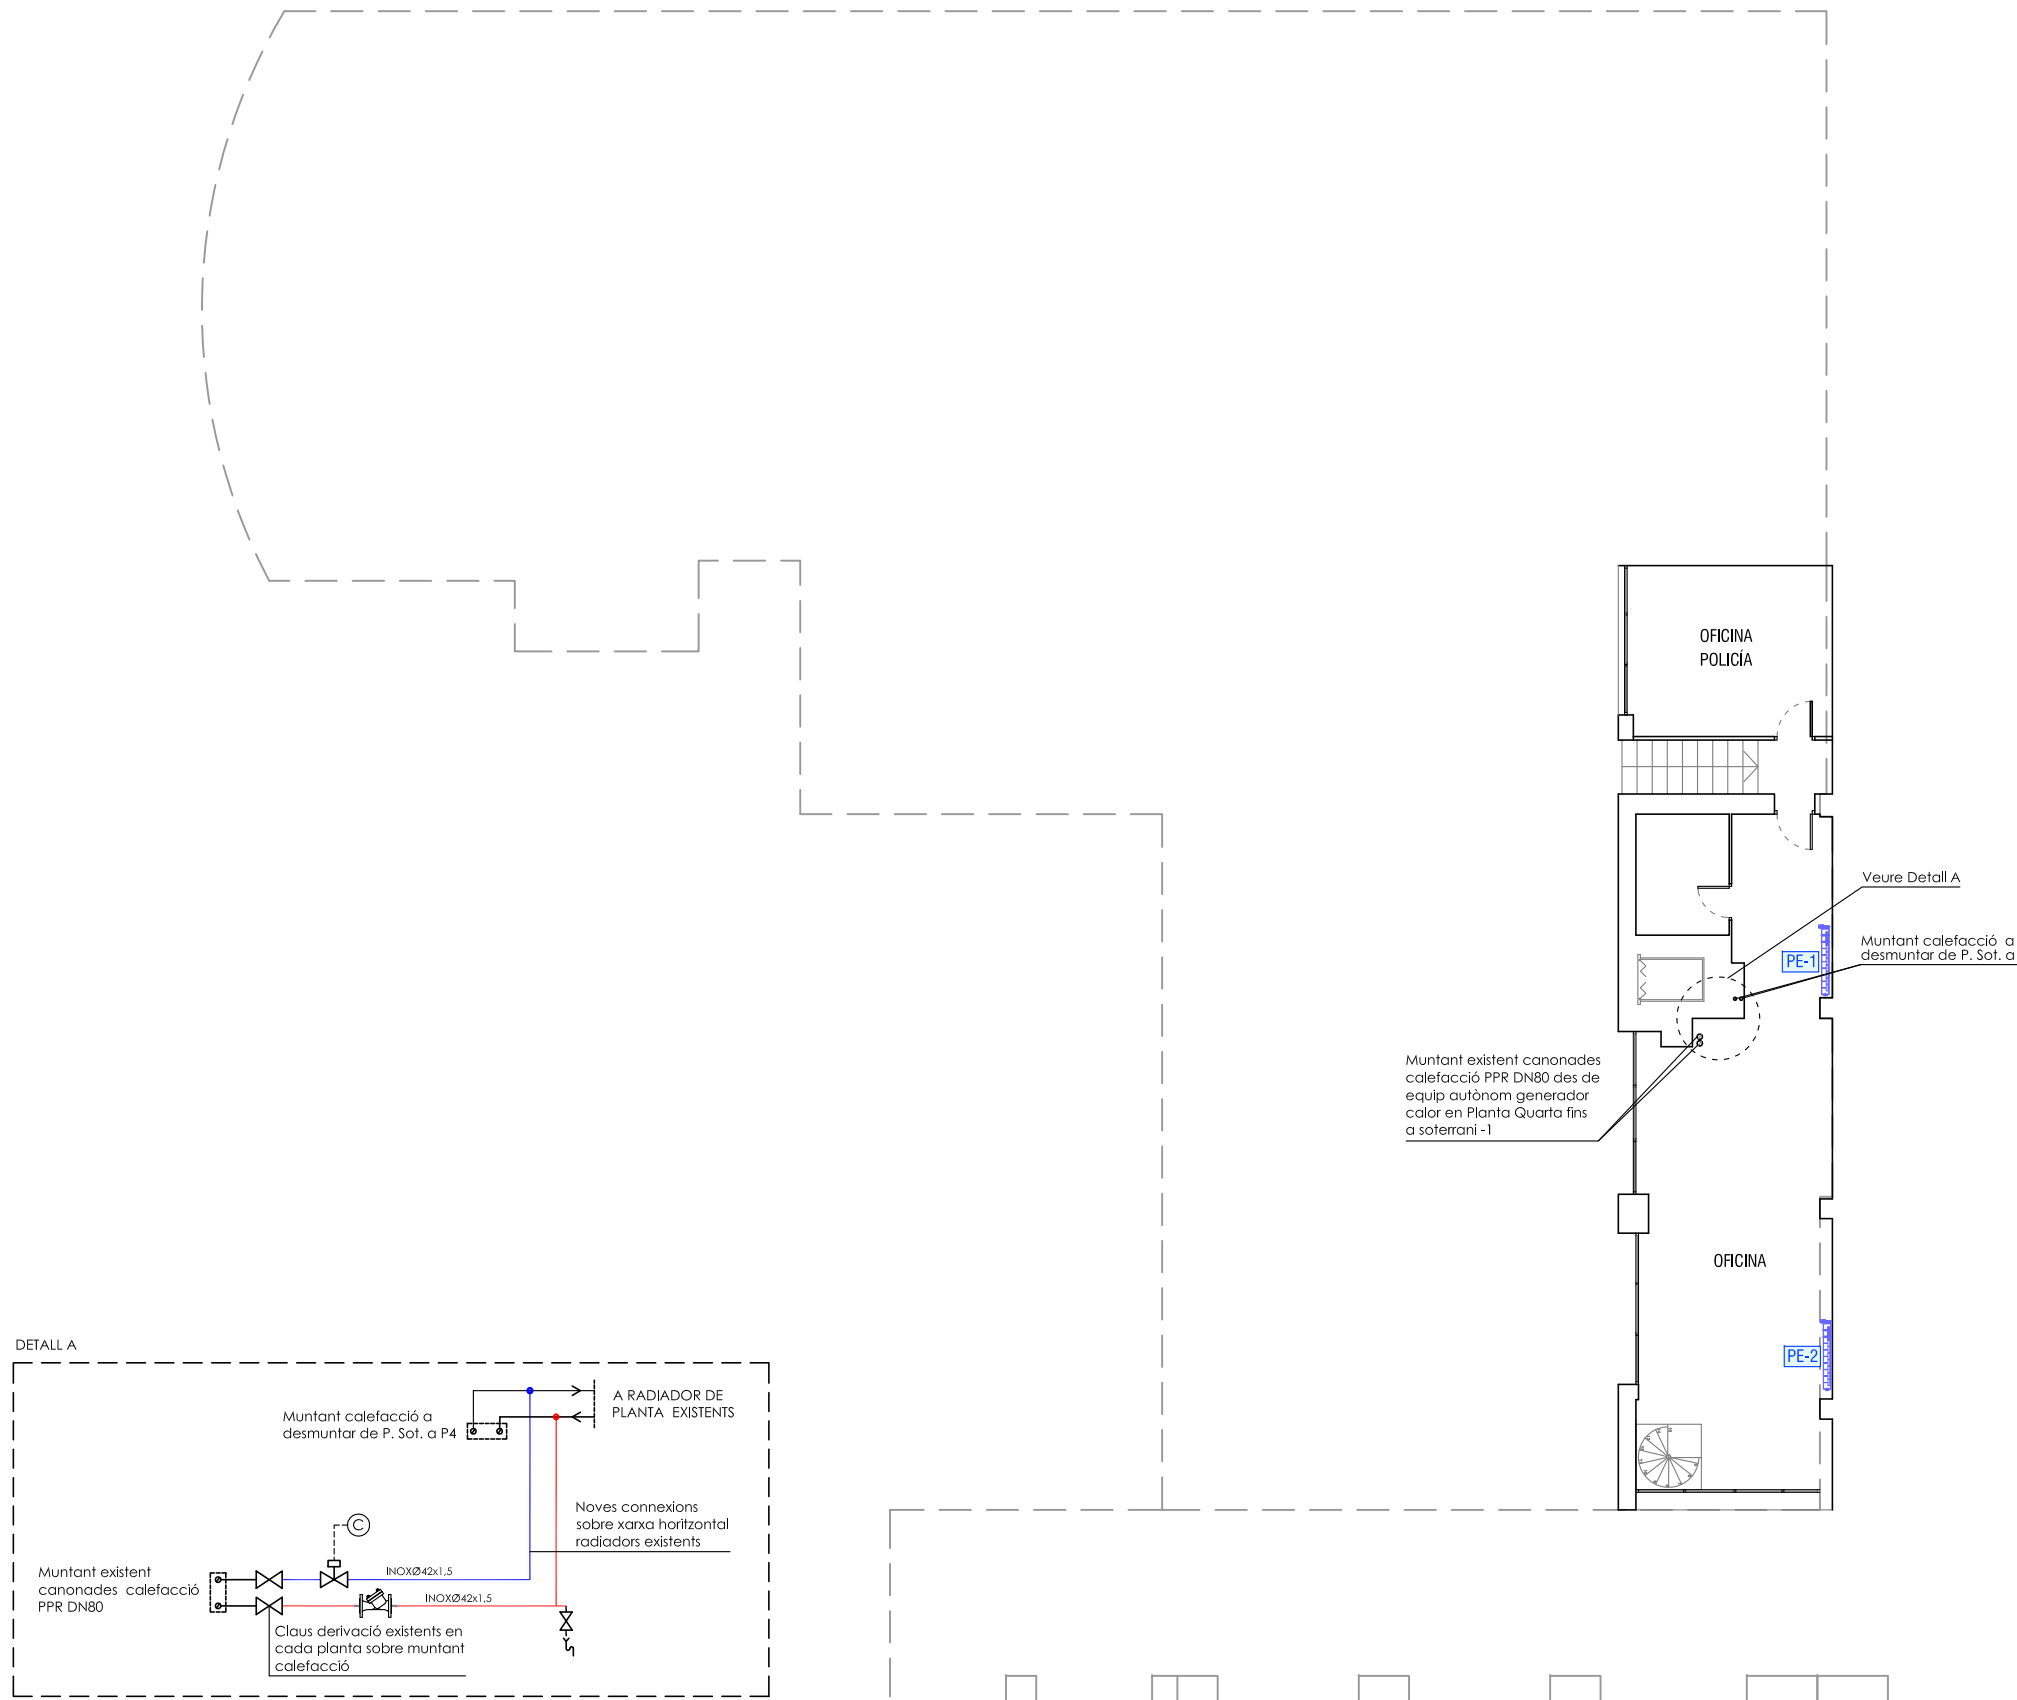 OFICINA
POLICÍA
Veure Detall A
Muntant calefacció a
desmuntar de P. Sot. a
PE-1
Muntant existent canonades
calefacció PPR DN80 des de
equip autònom generador
calor en Planta Quarta fins
a soterrani -1
OFICINA
PE-2
DETALL A
A RADIADOR DE
PLANTA EXISTENTS
Muntant calefacció a
desmuntar de P. Sot. a P4
Noves connexions
sobre xarxa horitzontal
radiadors existents
C
INOXØ42x1,5
Muntant existent
canonades calefacció
PPR DN80
INOXØ42x1,5
Claus derivació existents en
cada planta sobre muntant
calefacció